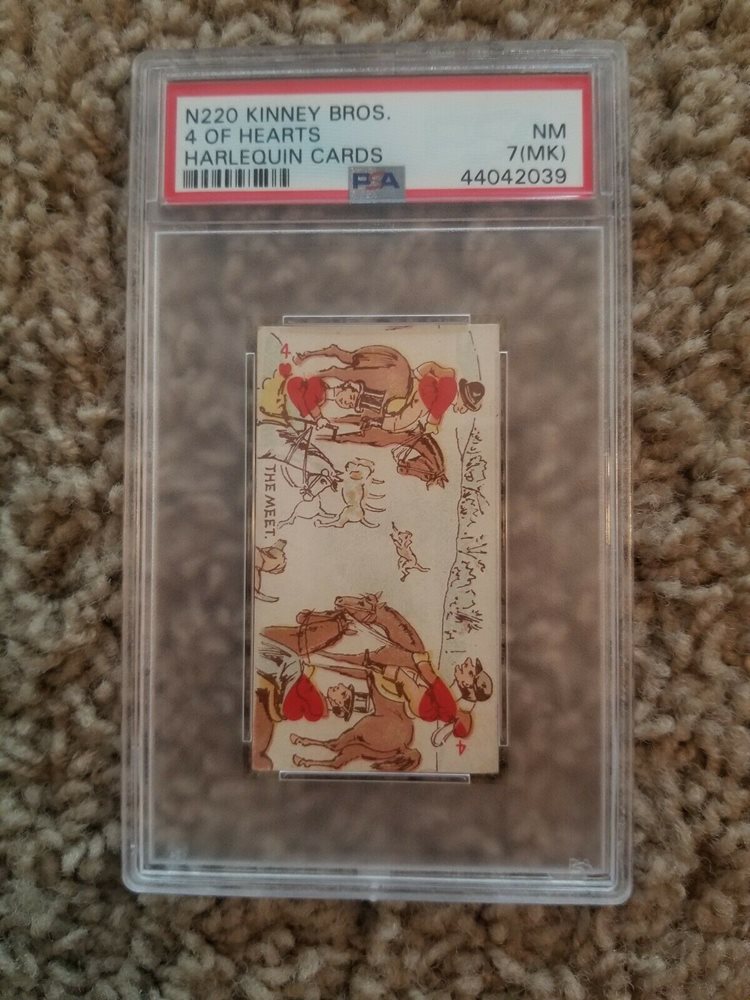 N220 KINNEY BROS.
4 OF HEARTS
HARLEQUIN CARDS
NM
7(MK)
PSA
44042039
4
THE MEET.
4